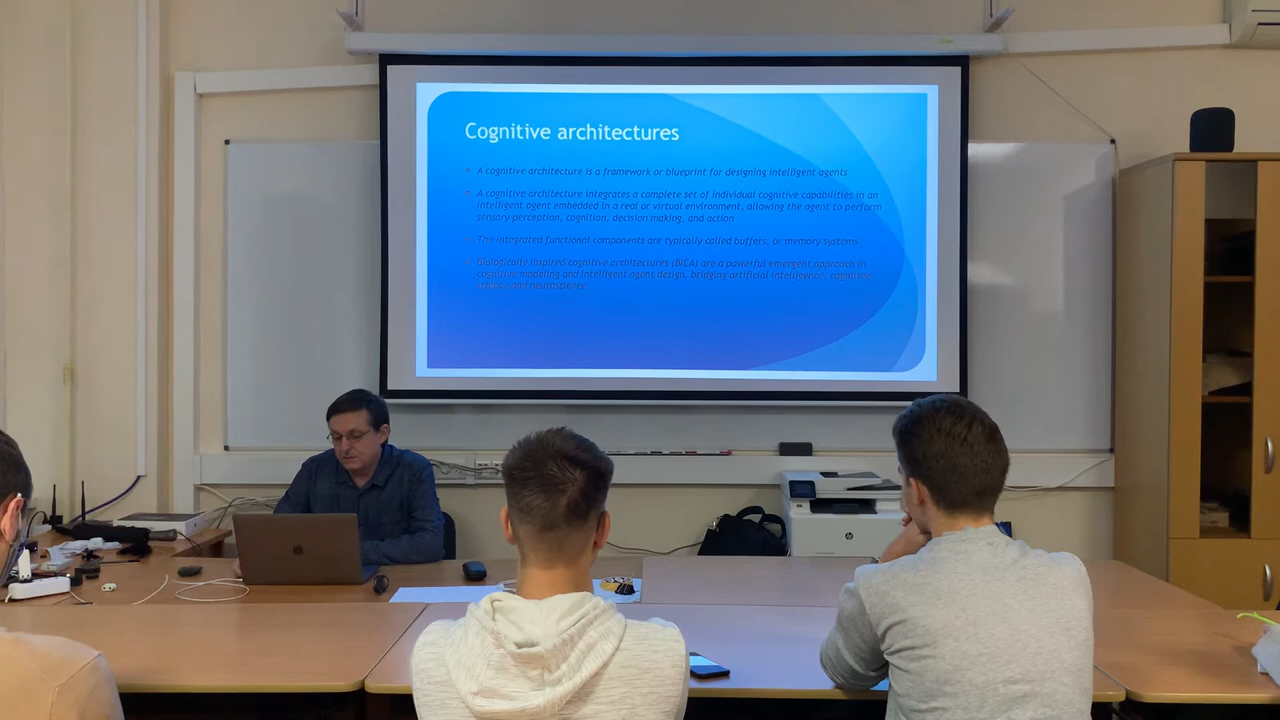 Cognitive architectures
A cognitive architecture is a framework or blueprint for designing intelligent agents
A cognitive architecture integrates a complete set of individual cognitive capabilities in an
intelligent agent embedded in a real or virtual environment, allowing the agent to perform
sensory perception, cognition, decision making, and action
The integrated functional components are typically called buffers, or memory systems
Biologically inspired cognitive architectures (BICA) are a powerful emergent approach in
cognitive modeling and intelligent agent design, bridging artificial intelligence, cognitive
science and neuroscience
hp